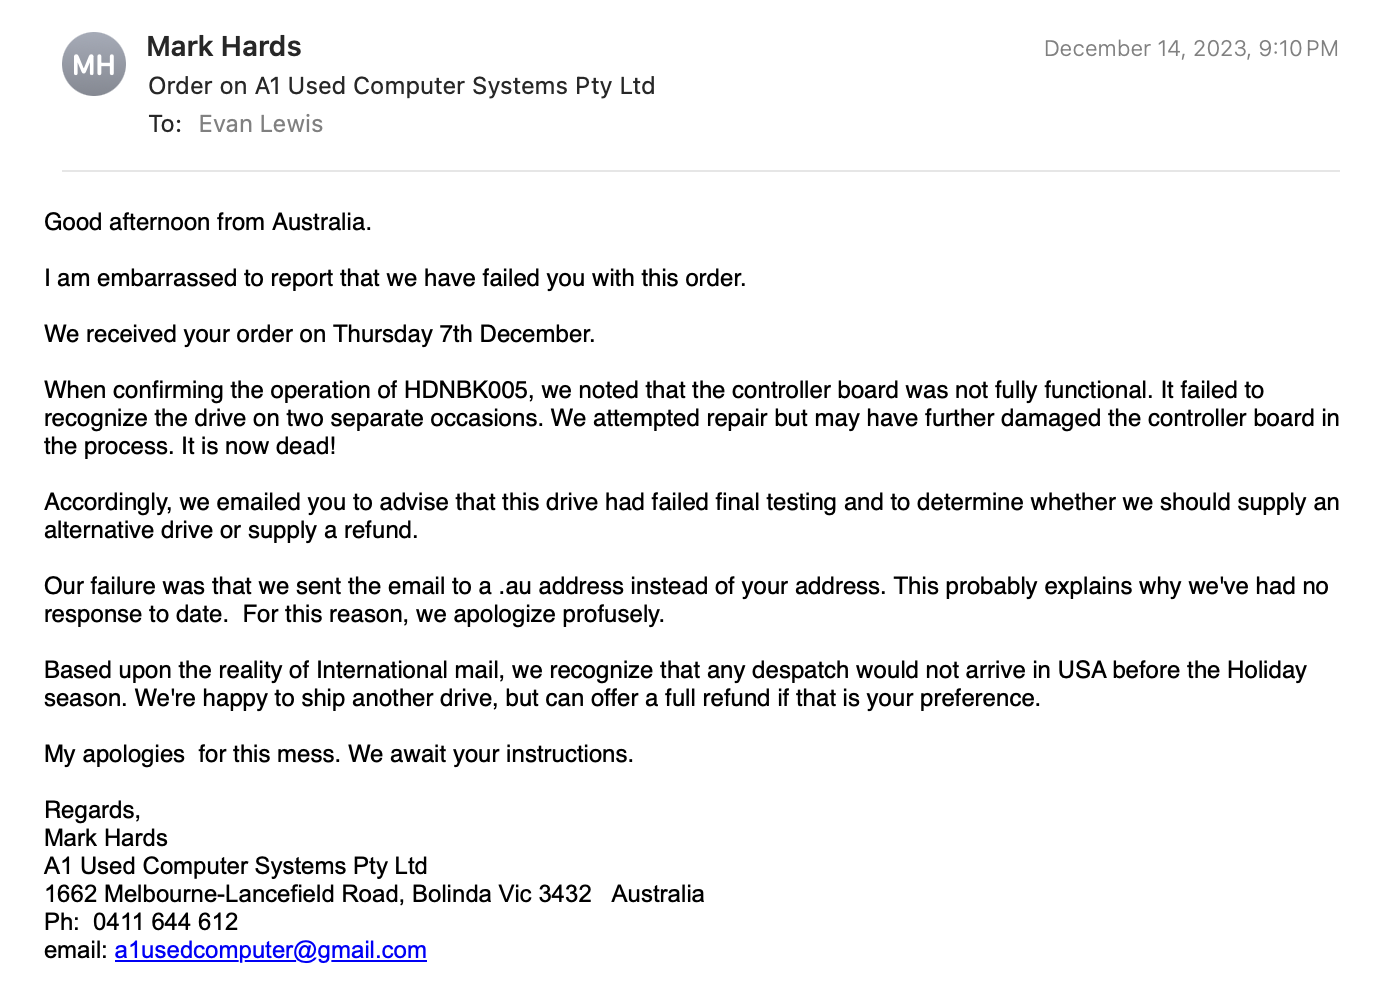 MH
Mark Hards
December 14, 2023, 9:10 PM
Order on A1 Used Computer Systems Pty Ltd
To: Evan Lewis
Good afternoon from Australia.
I am embarrassed to report that we have failed you with this order.
We received your order on Thursday 7th December.
When confirming the operation of HDNBK005, we noted that the controller board was not fully functional. It failed to
recognize the drive on two separate occasions. We attempted repair but may have further damaged the controller board in
the process. It is now dead!
Accordingly, we emailed you to advise that this drive had failed final testing and to determine whether we should supply an
alternative drive or supply a refund.
Our failure was that we sent the email to a .au address instead of your address. This probably explains why we've had no
response to date.  For this reason, we apologize profusely.
Based upon the reality of International mail, we recognize that any despatch would not arrive in USA before the Holiday
season. We're happy to ship another drive, but can offer a full refund if that is your preference.
My apologies  for this mess. We await your instructions.
Regards,
Mark Hards
A1 Used Computer Systems Pty Ltd
1662 Melbourne-Lancefield Road, Bolinda Vic 3432   Australia
Ph:  0411 644 612
email: a1usedcomputer@gmail.com